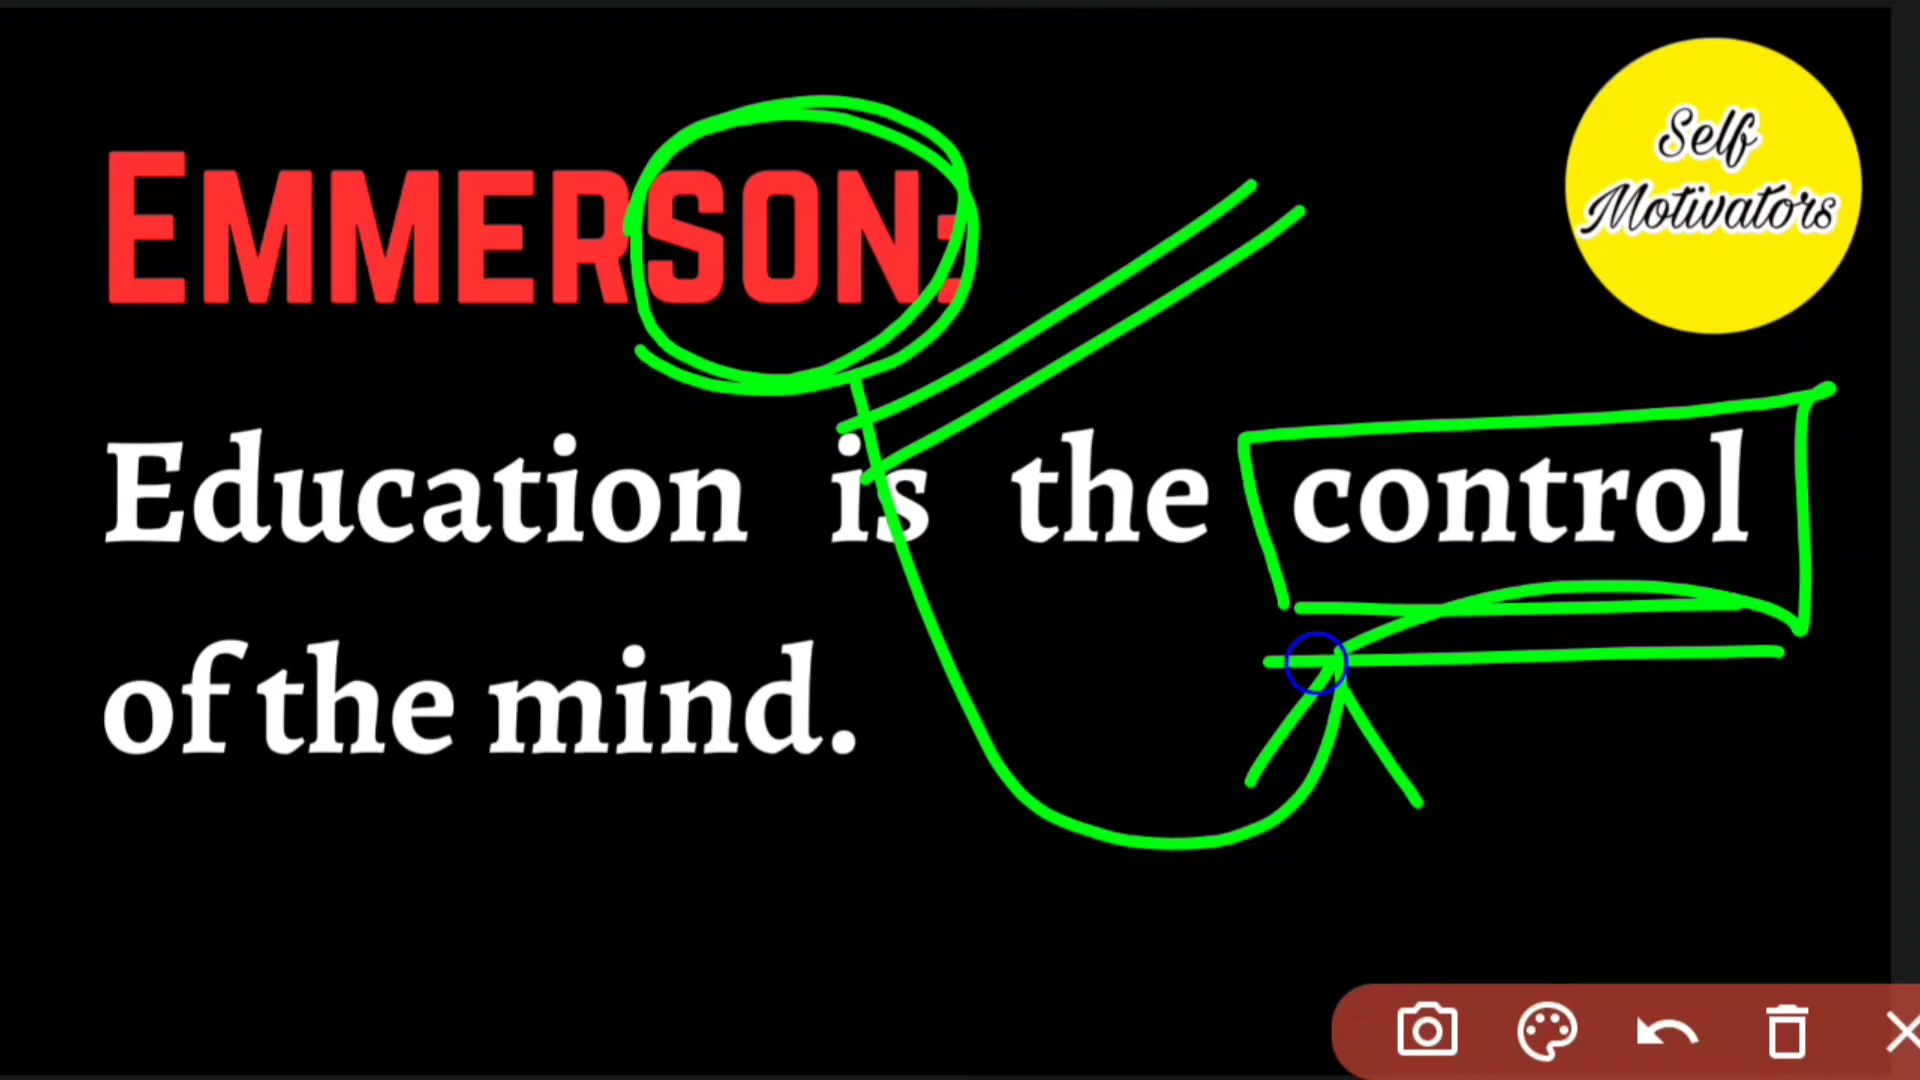 EMMERSON:
Self
Motivators
Education is the control
of the mind.